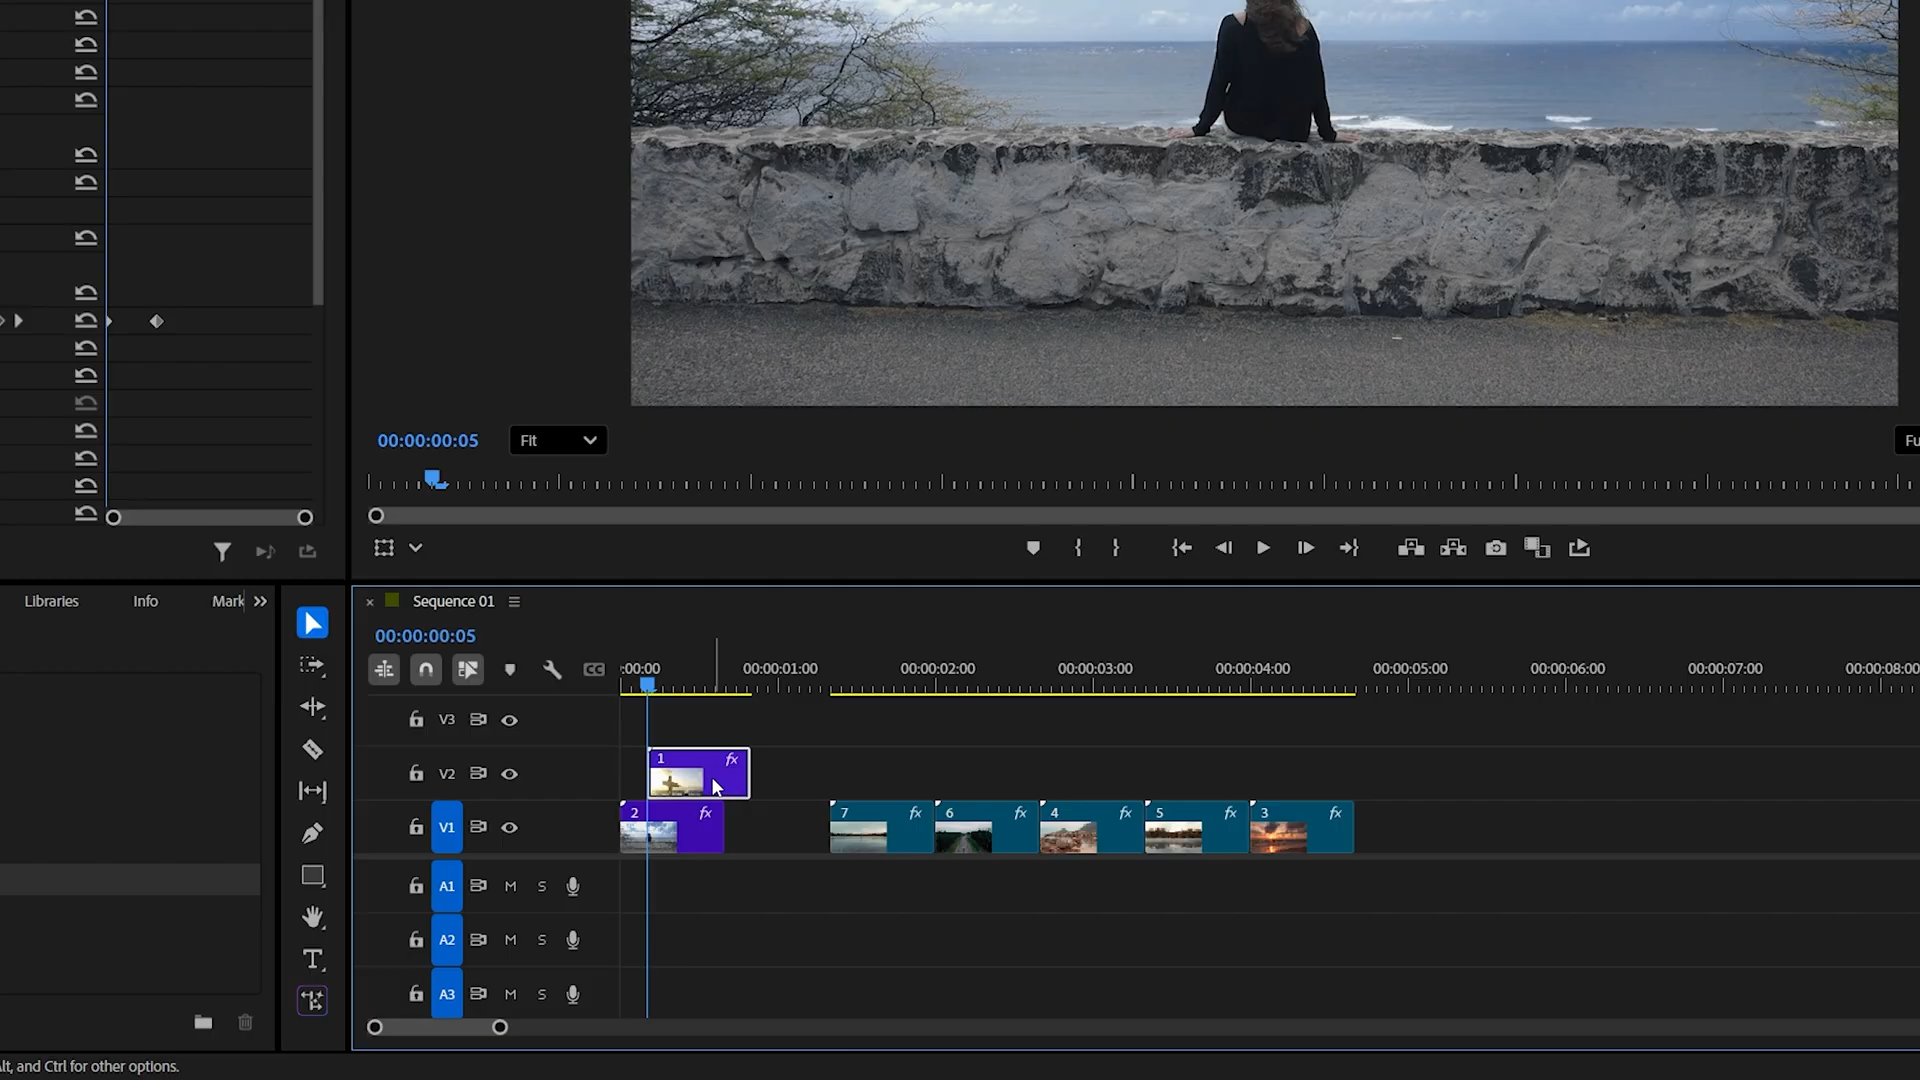 00:00:00:05
Fit
Fu
Libraries
Info
Mark
Sequence 01
00:00:00:05
CC
:00:00
00:00:01:00
00:00:02:00
00:00:03:00
00:00:04:00
00:00:05:00
00:00:06:00
00:00:07:00
00:00:08:00
V3
V2
1 fx
V1
2 fx
7 fx
6 fx
4 fx
5 fx
3 fx
A1 M S
A2 M S
A3 M S
T
lt, and Ctrl for other options.